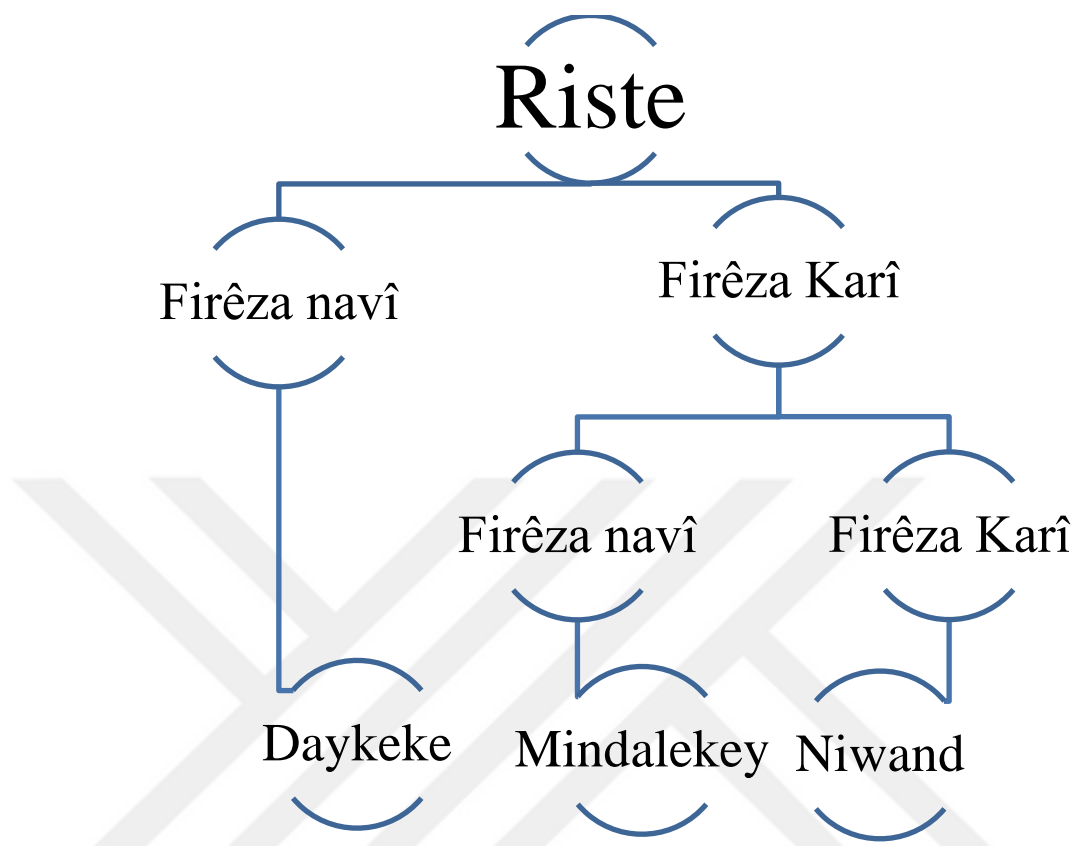 Riste
Firêza navî
Firêza Karî
Firêza navî
Firêza Karî
Daykeke
Mindalekey
Niwand